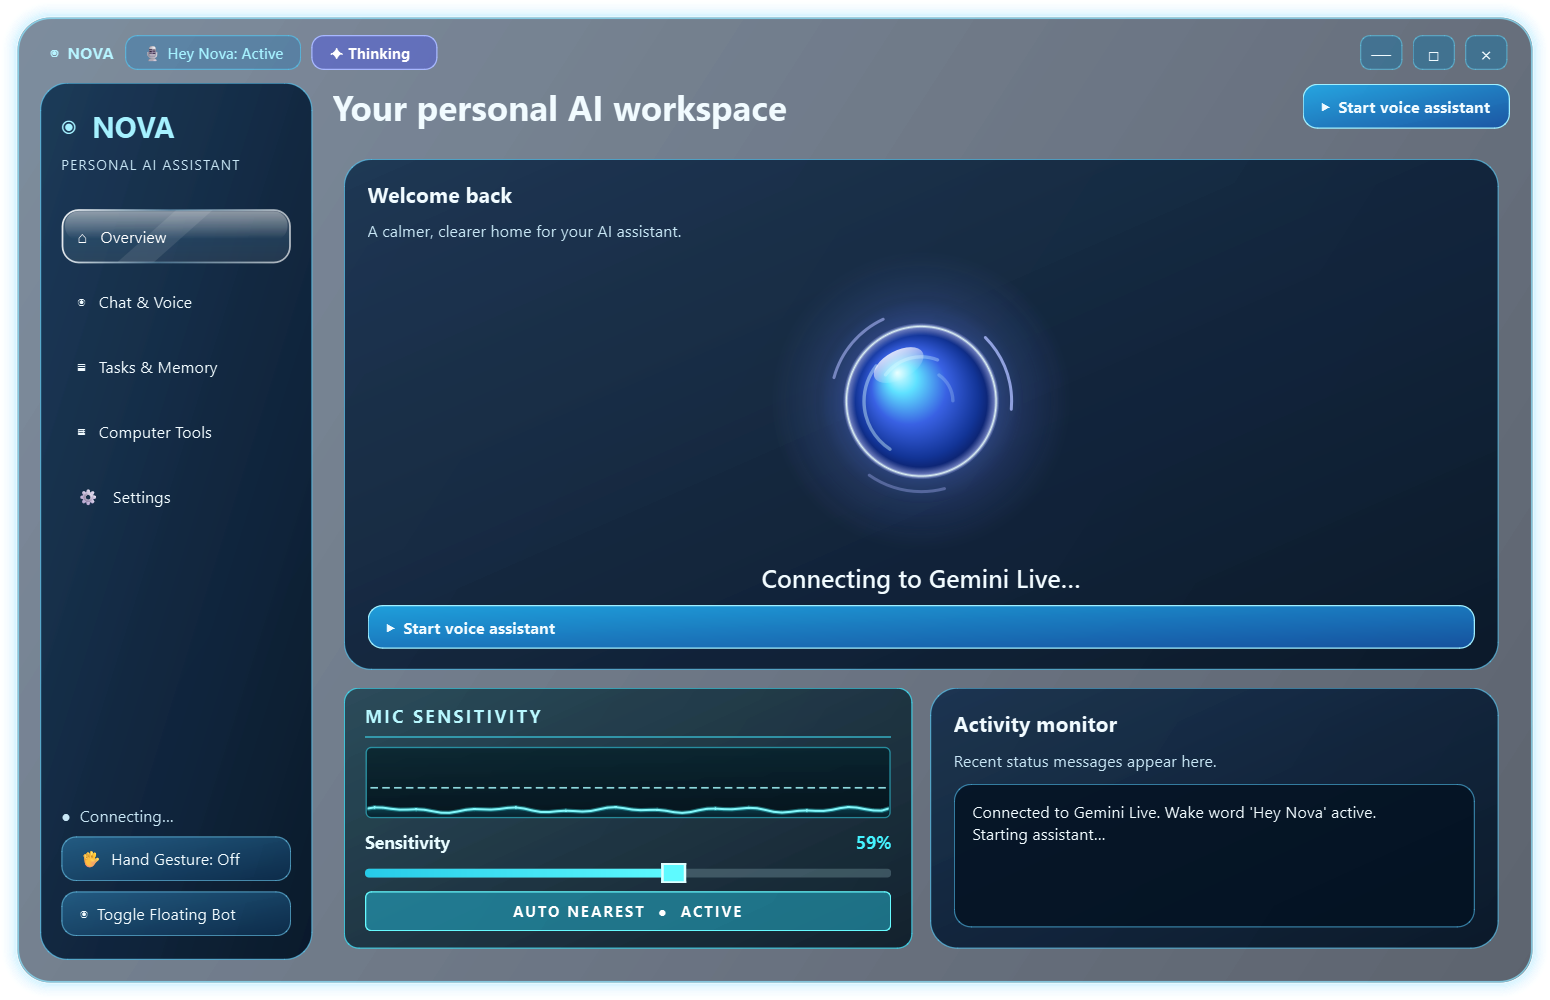 NOVA
Hey Nova: Active
Thinking
NOVA
PERSONAL AI ASSISTANT
Overview
Chat & Voice
Tasks & Memory
Computer Tools
Settings
Connecting...
Hand Gesture: Off
Toggle Floating Bot
Your personal AI workspace
Start voice assistant
Welcome back
A calmer, clearer home for your AI assistant.
Connecting to Gemini Live...
Start voice assistant
MIC SENSITIVITY
Sensitivity 59%
AUTO NEAREST • ACTIVE
Activity monitor
Recent status messages appear here.
Connected to Gemini Live. Wake word 'Hey Nova' active.
Starting assistant...